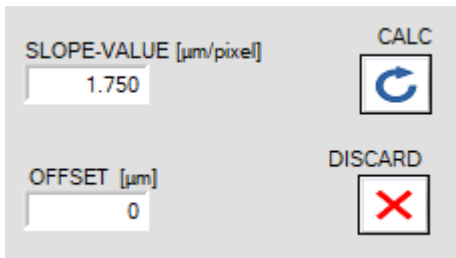 SLOPE-VALUE [µm/pixel]
1.750
CALC
OFFSET [µm]
0
DISCARD